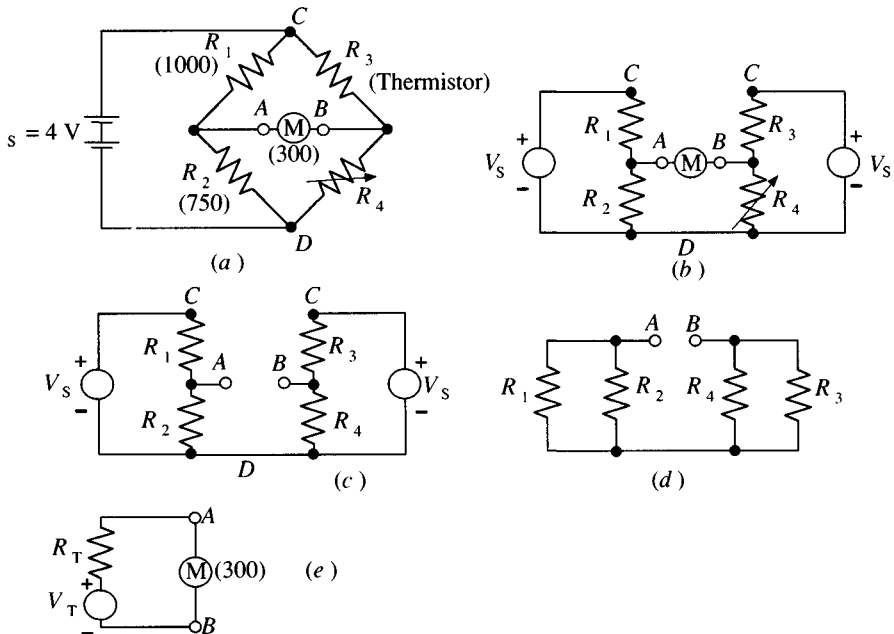 C
R1
(1000)
R3
(Thermistor)
A B
M
(300)
S = 4 V
R2
(750)
R4
D
(a)
C C
+ +
R1 R3
A B
VS M VS
- -
R2 R4
D
(b)
C C
+ +
R1 R3
A B
VS VS
- -
R2 R4
D
(c)
A B
R1 R2 R4 R3
(d)
A
RT
M (300)
+
VT
-
B
(e)